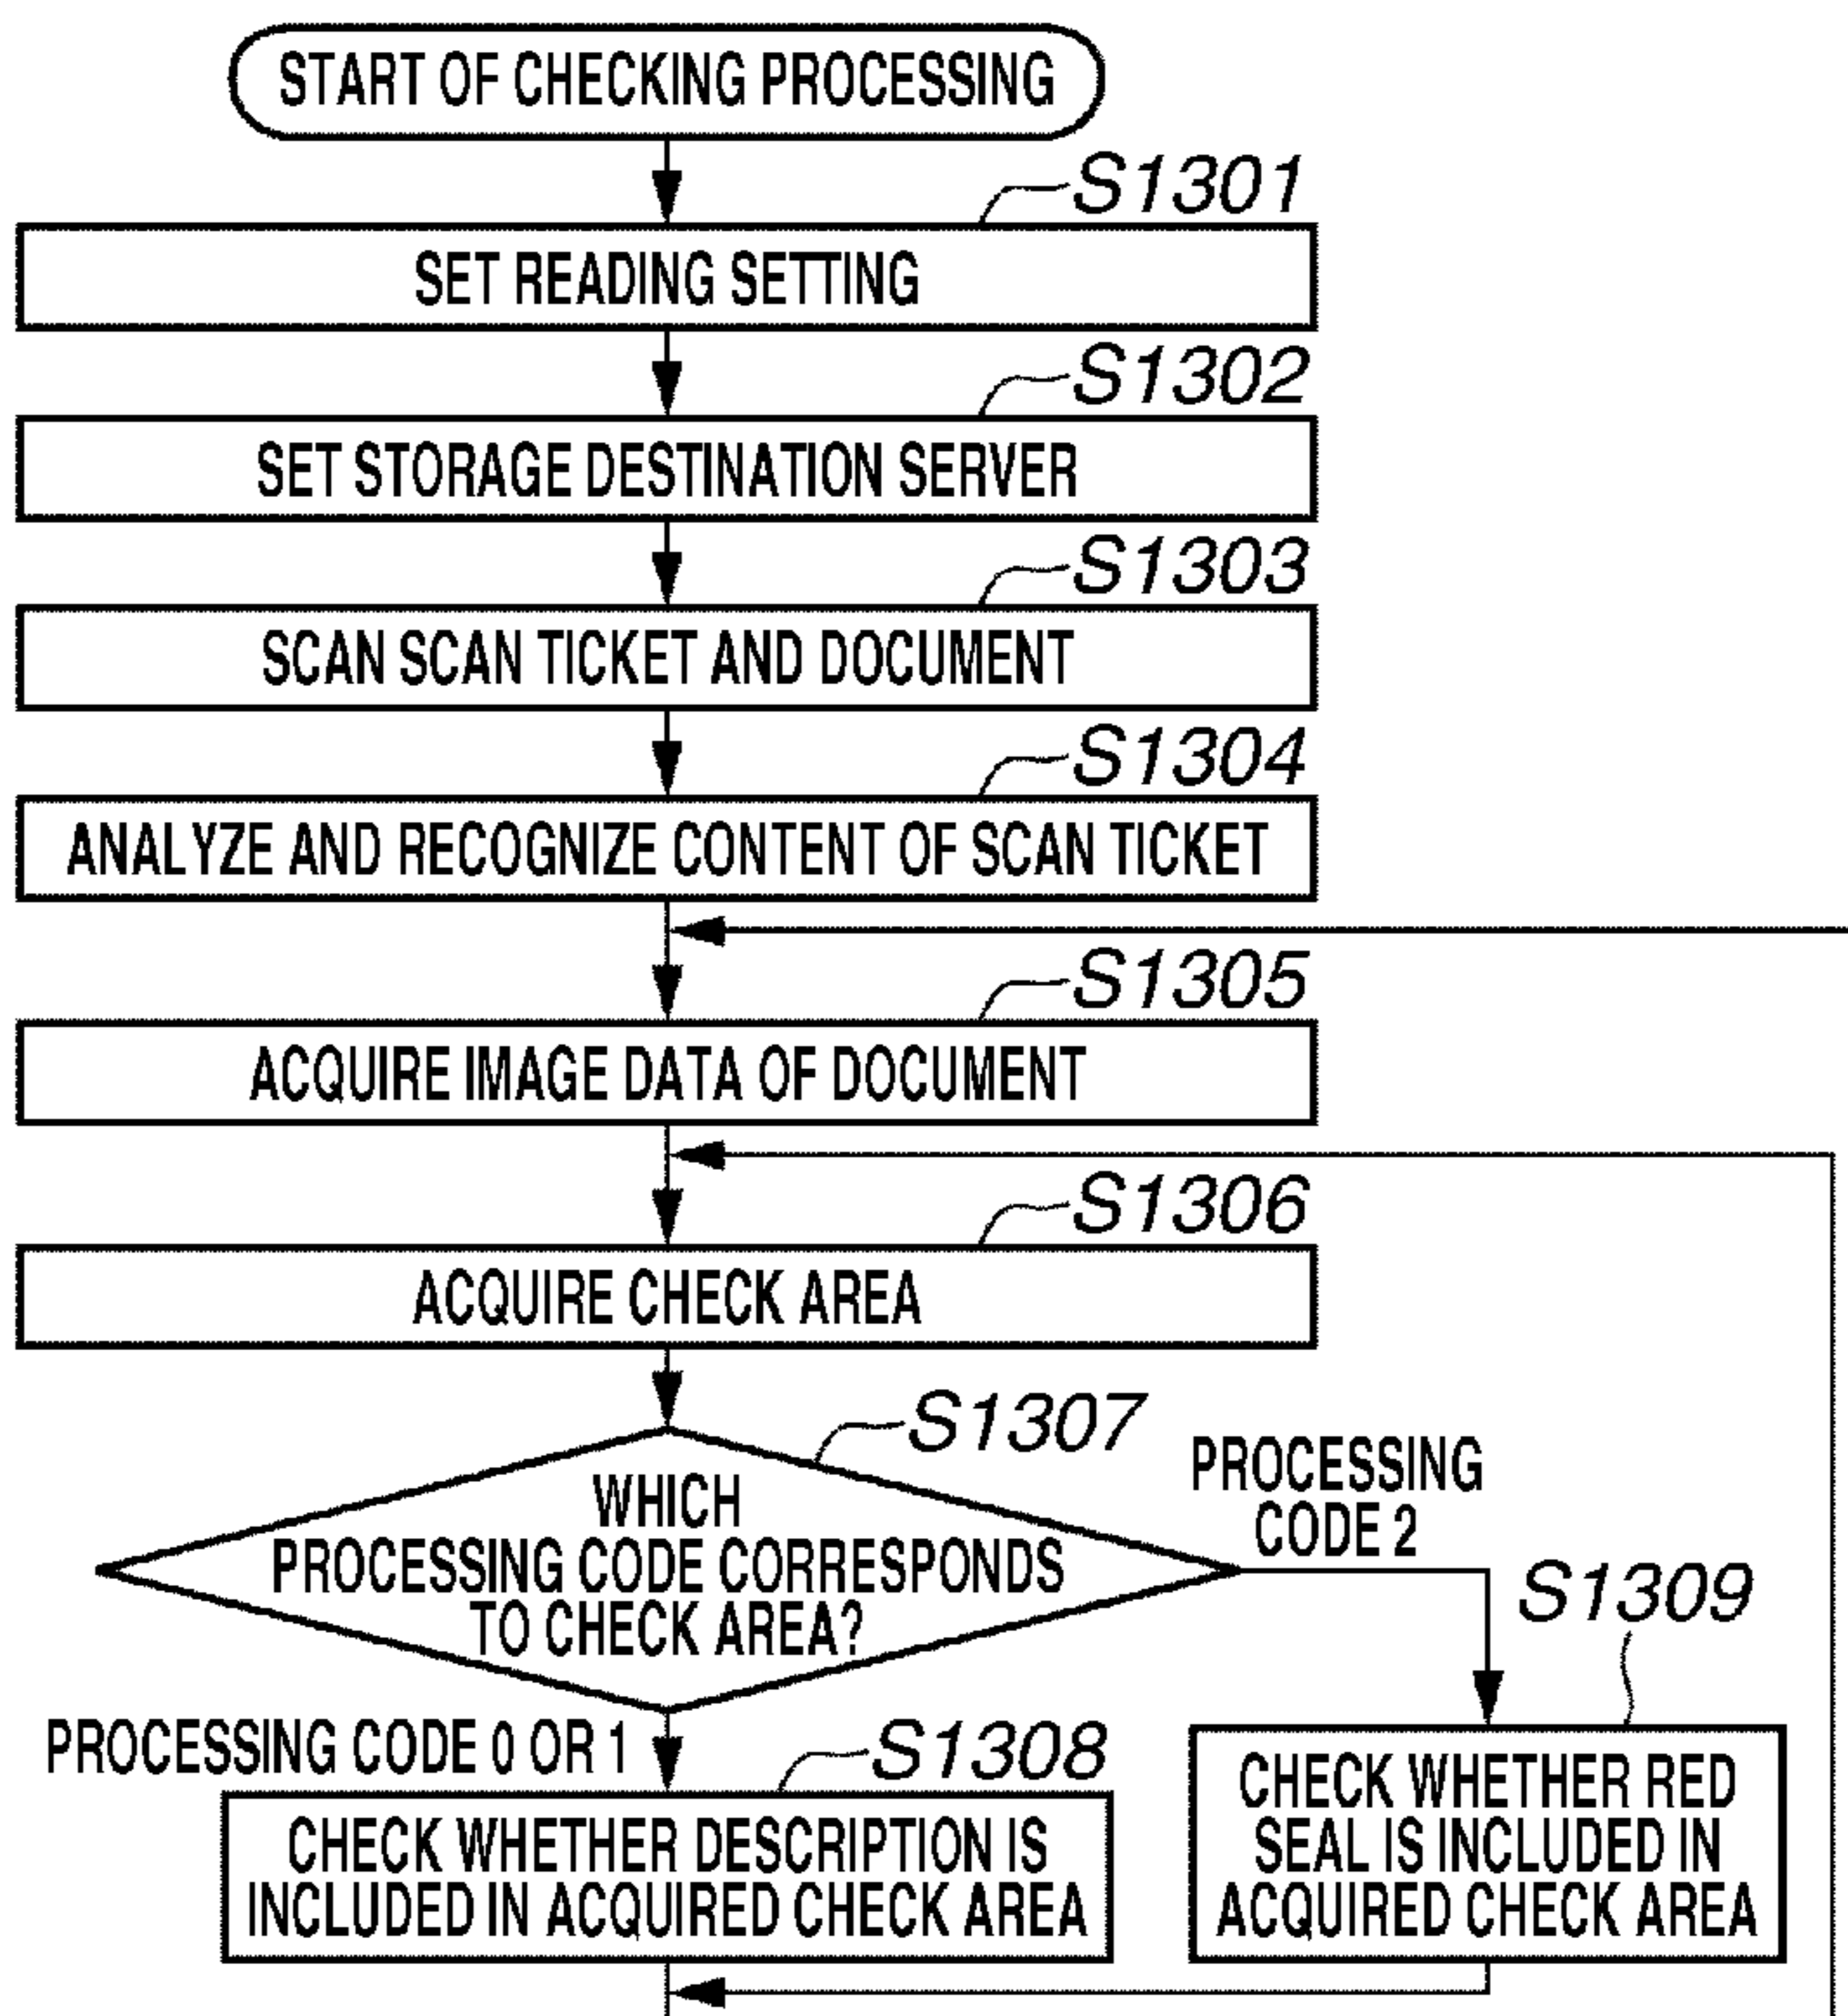 START OF CHECKING PROCESSING
S1301
SET READING SETTING
S1302
SET STORAGE DESTINATION SERVER
S1303
SCAN SCAN TICKET AND DOCUMENT
S1304
ANALYZE AND RECOGNIZE CONTENT OF SCAN TICKET
S1305
ACQUIRE IMAGE DATA OF DOCUMENT
S1306
ACQUIRE CHECK AREA
S1307
WHICH
PROCESSING CODE CORRESPONDS
TO CHECK AREA?
PROCESSING
CODE 2
S1309
PROCESSING CODE 0 OR 1
S1308
CHECK WHETHER DESCRIPTION IS
INCLUDED IN ACQUIRED CHECK AREA
CHECK WHETHER RED
SEAL IS INCLUDED IN
ACQUIRED CHECK AREA